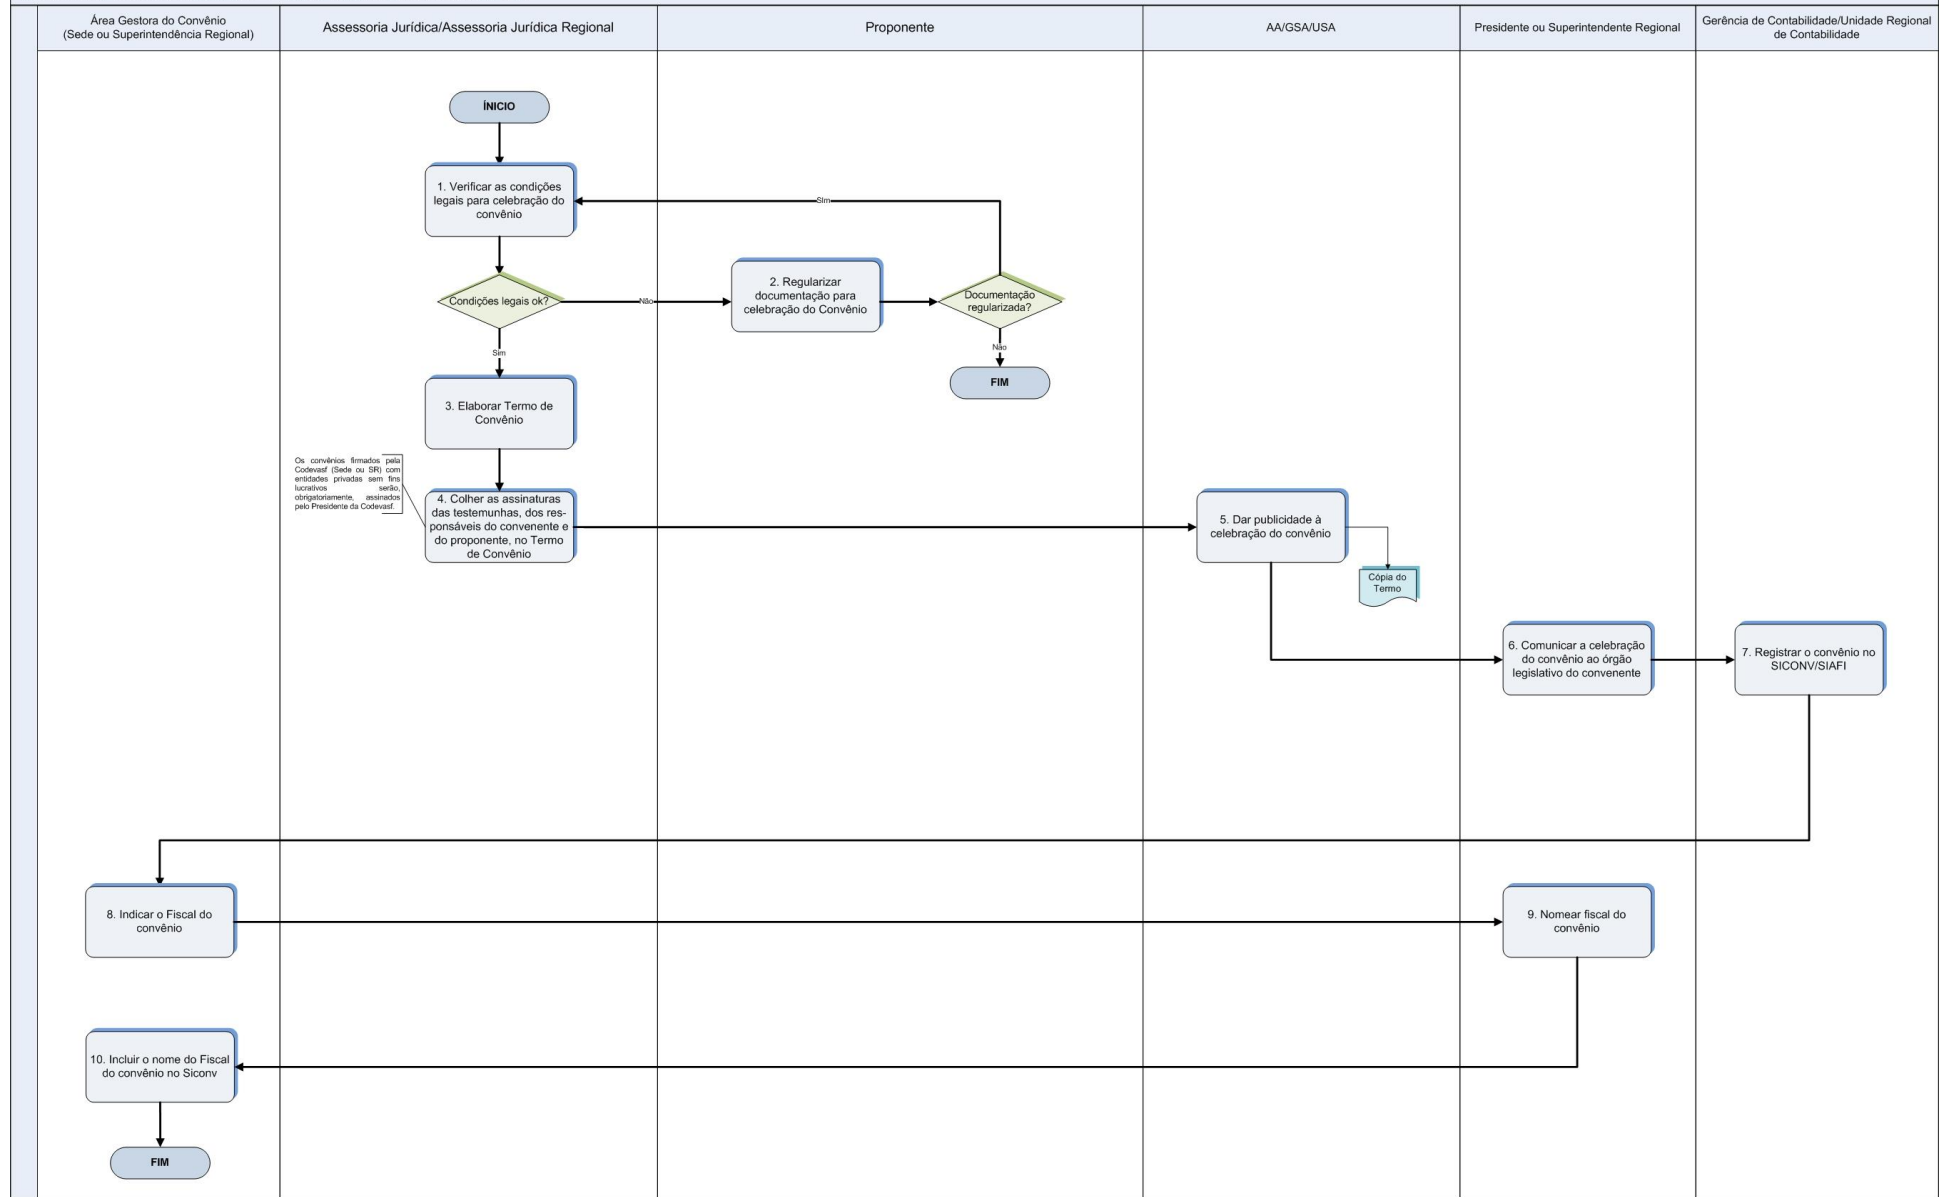 Área Gestora do Convênio
(Sede ou Superintendência Regional)
Assessoria Jurídica/Assessoria Jurídica Regional
Proponente
AA/GSA/USA
Presidente ou Superintendente Regional
Gerência de Contabilidade/Unidade Regional
de Contabilidade
ÍNICIO
1. Verificar as condições
legais para celebração do
convênio
SIm
Condições legais ok?
Não
2. Regularizar
documentação para
celebração do Convênio
Documentação
regularizada?
Sim
Não
FIM
3. Elaborar Termo de
Convênio
Os convênios firmados pela
Codevasf (Sede ou SR) com
entidades privadas sem fins
lucrativos serão,
obrigatoriamente, assinados
pelo Presidente da Codevasf.
4. Colher as assinaturas
das testemunhas, dos res-
ponsáveis do convenente e
do proponente, no Termo
de Convênio
5. Dar publicidade à
celebração do convênio
Cópia do
Termo
6. Comunicar a celebração
do convênio ao órgão
legislativo do convenente
7. Registrar o convênio no
SICONV/SIAFI
8. Indicar o Fiscal do
convênio
9. Nomear fiscal do
convênio
10. Incluir o nome do Fiscal
do convênio no Siconv
FIM